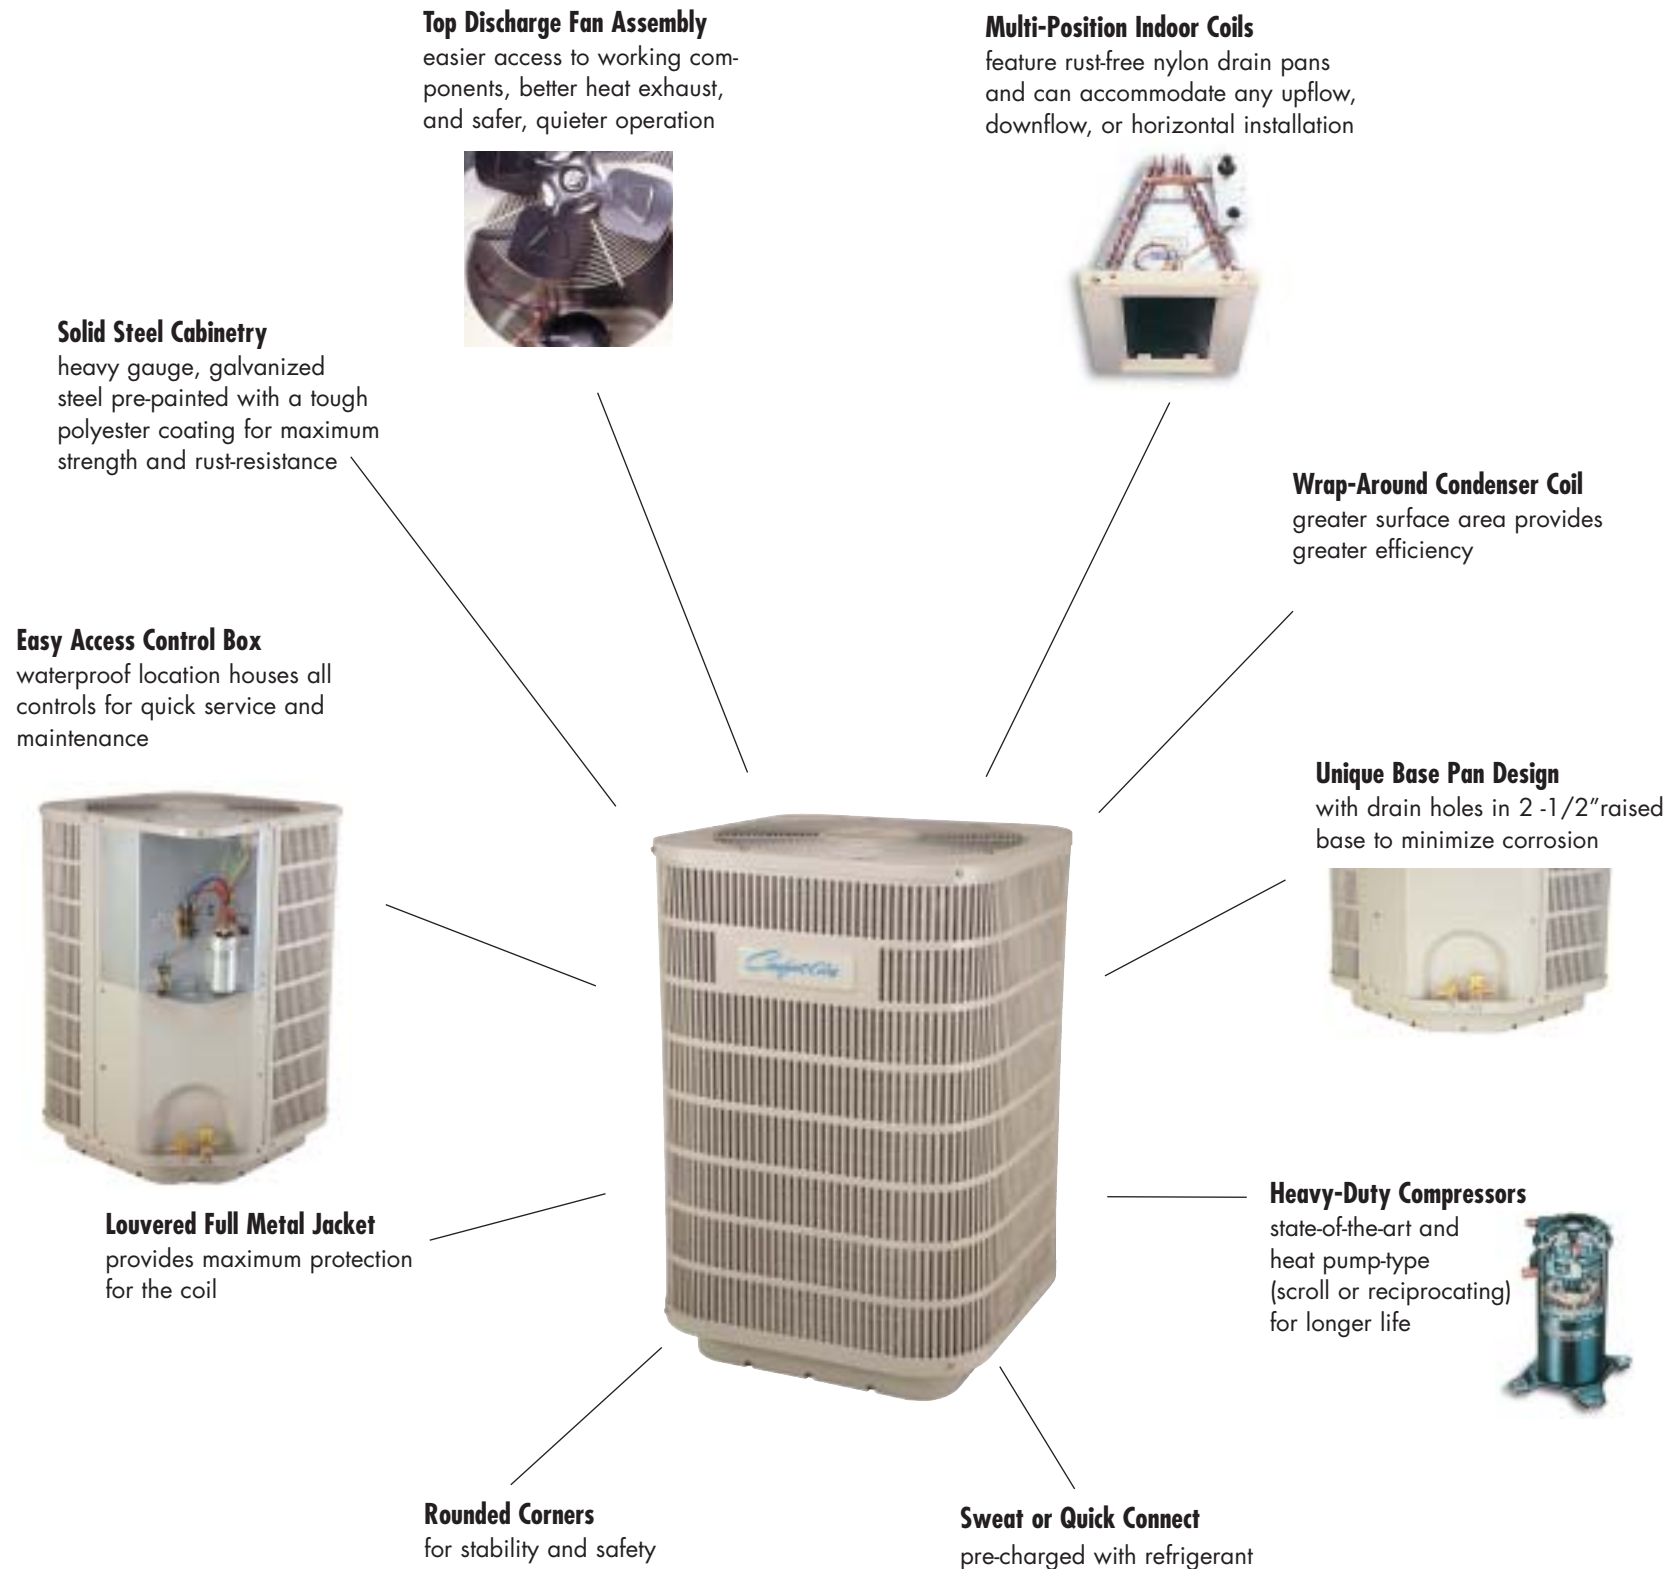 Top Discharge Fan Assembly
easier access to working com-
ponents, better heat exhaust,
and safer, quieter operation
Multi-Position Indoor Coils
feature rust-free nylon drain pans
and can accommodate any upflow,
downflow, or horizontal installation
Solid Steel Cabinetry
heavy gauge, galvanized
steel pre-painted with a tough
polyester coating for maximum
strength and rust-resistance
Wrap-Around Condenser Coil
greater surface area provides
greater efficiency
Easy Access Control Box
waterproof location houses all
controls for quick service and
maintenance
Unique Base Pan Design
with drain holes in 2 -1/2” raised
base to minimize corrosion
Comfort-Aire
Louvered Full Metal Jacket
provides maximum protection
for the coil
Heavy-Duty Compressors
state-of-the-art and
heat pump-type
(scroll or reciprocating)
for longer life
Rounded Corners
for stability and safety
Sweat or Quick Connect
pre-charged with refrigerant